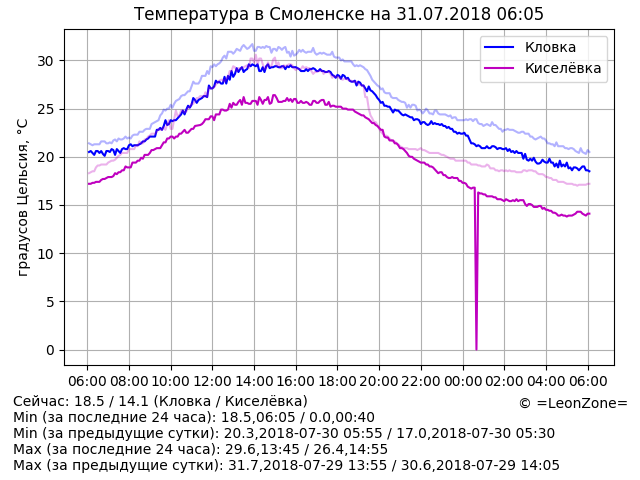 Температура в Смоленске на 31.07.2018 06:05
Кловка
Киселёвка
градусов Цельсия, °C
30
25
20
15
10
5
0
06:00 08:00 10:00 12:00 14:00 16:00 18:00 20:00 22:00 00:00 02:00 04:00 06:00
Сейчас: 18.5 / 14.1 (Кловка / Киселёвка)
© =LeonZone=
Min (за последние 24 часа): 18.5,06:05 / 0.0,00:40
Min (за предыдущие сутки): 20.3,2018-07-30 05:55 / 17.0,2018-07-30 05:30
Max (за последние 24 часа): 29.6,13:45 / 26.4,14:55
Max (за предыдущие сутки): 31.7,2018-07-29 13:55 / 30.6,2018-07-29 14:05